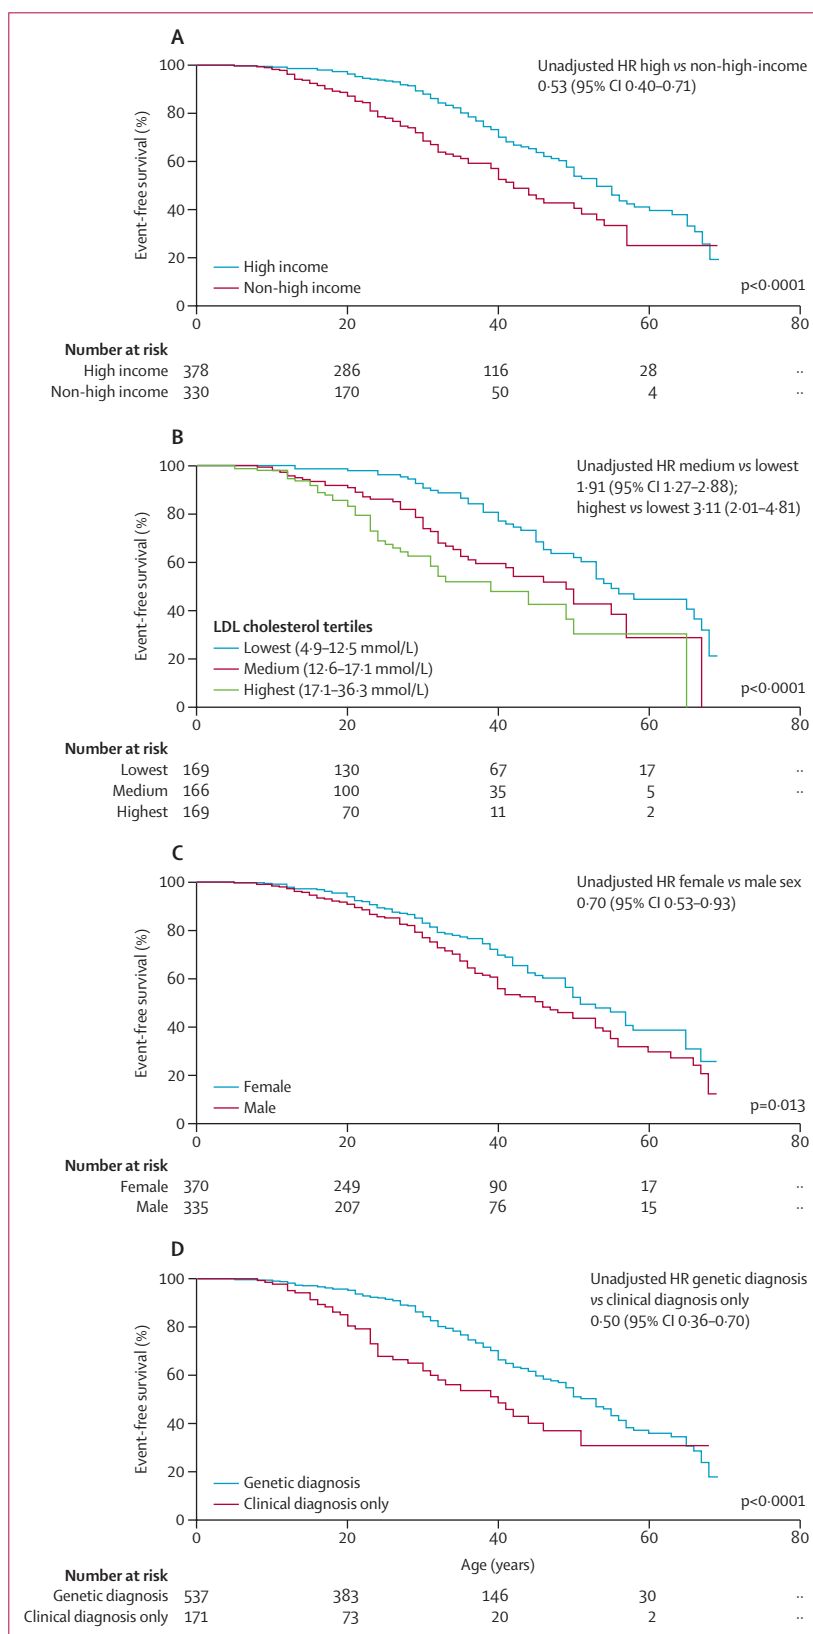 A
Unadjusted HR high vs non-high-income
0·53 (95% CI 0·40–0·71)
100
80
60
40
20
0
Event-free survival (%)
High income
Non-high income
p<0·0001
0 20 40 60 80
Number at risk
High income 378 286 116 28 ··
Non-high income 330 170 50 4 ··
B
Unadjusted HR medium vs lowest
1·91 (95% CI 1·27–2·88);
highest vs lowest 3·11 (2·01–4·81)
100
80
60
40
20
0
Event-free survival (%)
LDL cholesterol tertiles
Lowest (4·9–12·5 mmol/L)
Medium (12·6–17·1 mmol/L)
Highest (17·1–36·3 mmol/L)
p<0·0001
0 20 40 60 80
Number at risk
Lowest 169 130 67 17 ··
Medium 166 100 35 5 ··
Highest 169 70 11 2
C
Unadjusted HR female vs male sex
0·70 (95% CI 0·53–0·93)
100
80
60
40
20
0
Event-free survival (%)
Female
Male
p=0·013
0 20 40 60 80
Number at risk
Female 370 249 90 17 ··
Male 335 207 76 15 ··
D
Unadjusted HR genetic diagnosis
vs clinical diagnosis only
0·50 (95% CI 0·36–0·70)
100
80
60
40
20
0
Event-free survival (%)
Genetic diagnosis
Clinical diagnosis only
p<0·0001
0 20 40 60 80
Age (years)
Number at risk
Genetic diagnosis 537 383 146 30 ··
Clinical diagnosis only 171 73 20 2 ··